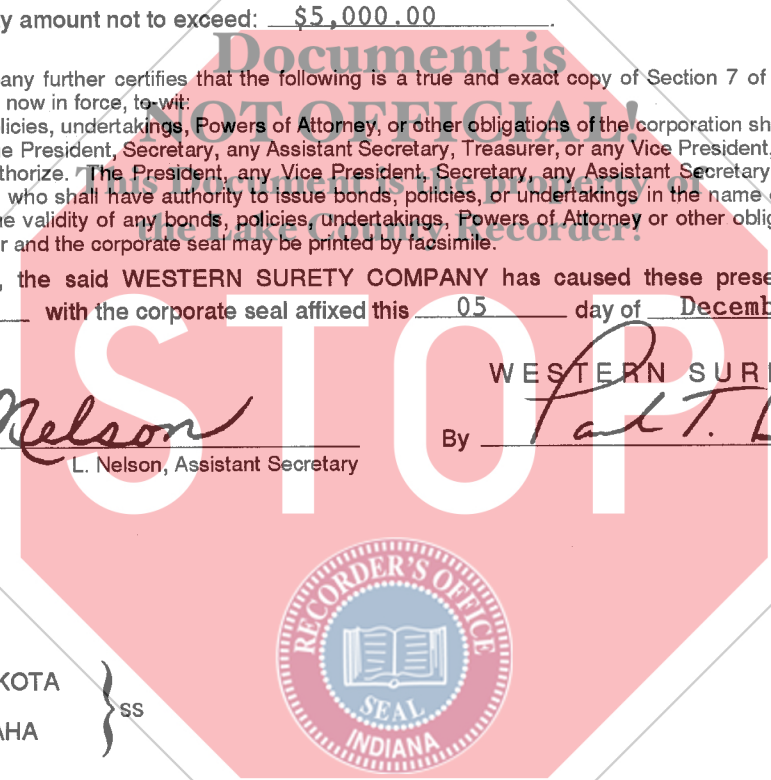 y amount not to exceed: $5,000.00.
Document is
any further certifies that the following is a true and exact copy of Section 7 of
now in force, to-wit:
NOT OFFICIAL!
licies, undertakings, Powers of Attorney, or other obligations of the corporation sh
e President, Secretary, any Assistant Secretary, Treasurer, or any Vice President,
uthorize. The President, any Vice President, Secretary, any Assistant Secretary
This Document is the property of
who shall have authority to issue bonds, policies, or undertakings in the name
he validity of any bonds, policies, undertakings, Powers of Attorney or other oblig
the Lake County Recorder!
r and the corporate seal may be printed by facsimile.
, the said WESTERN SURETY COMPANY has caused these prese
with the corporate seal affixed this 05 day of Decemb
STOP
WESTERN SURE
Nelson
By Paul T.
L. Nelson, Assistant Secretary
RECORDER'S OFFICE
SEAL
INDIANA
KOTA
AHA
ss